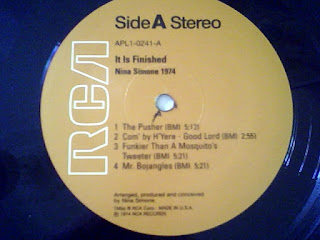 Side A Stereo
APL1-0241-A
It Is Finished
Nina Simone 1974
RCA
1 The Pusher (BMI 5:12)
2 Com' by H'Yere - Good Lord (BMI 2:55)
3 Funkier Than A Mosquito's
Tweeter (BMI 5:21)
4 Mr. Bojangles (BMI 5:21)
Arranged, produced and conceived
by Nina Simone.
MADE IN U.S.A.
℗ 1974 RCA RECORDS